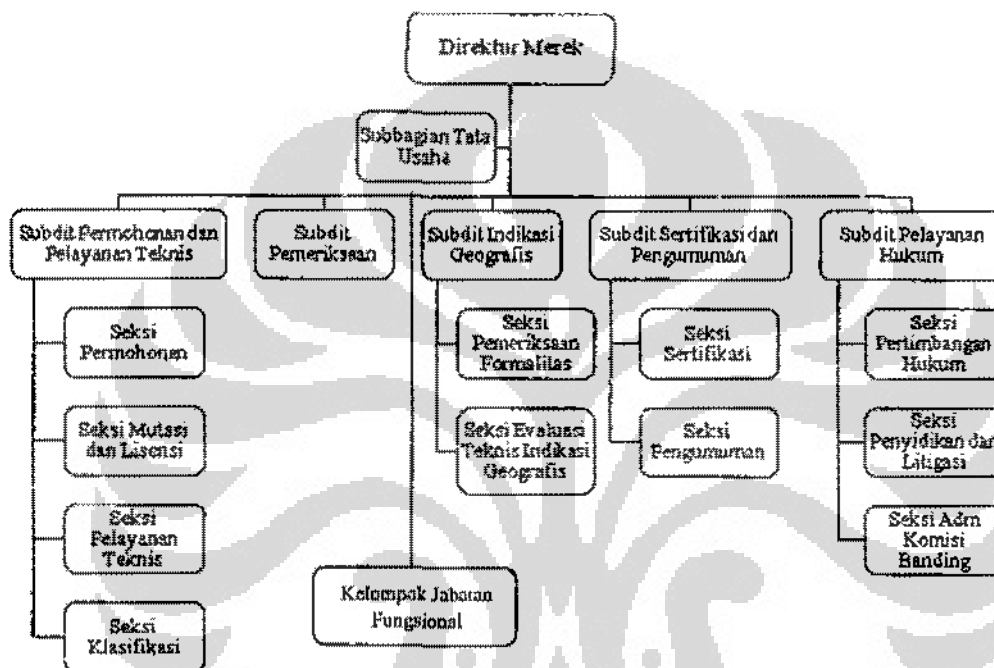 Direktur Merek
Subbagian Tata
Usaha
Subdit Permohonan dan
Pelayanan Teknis
Subdit
Pemeriksaan
Subdit Indikasi
Geografis
Subdit Sertifikasi dan
Pengumuman
Subdit Pelayanan
Hukum
Seksi
Permohonan
Seksi Mutasi
dan Lisensi
Seksi
Pelayanan
Teknis
Seksi
Klasifikasi
Kelompok Jabatan
Fungsional
Seksi
Pemeriksaan
Formalitas
Seksi Evaluasi
Teknis Indikasi
Geografis
Seksi
Sertifikasi
Seksi
Pengumuman
Seksi
Pertimbangan
Hukum
Seksi
Penyidikan dan
Litigasi
Seksi Adm
Komisi
Banding